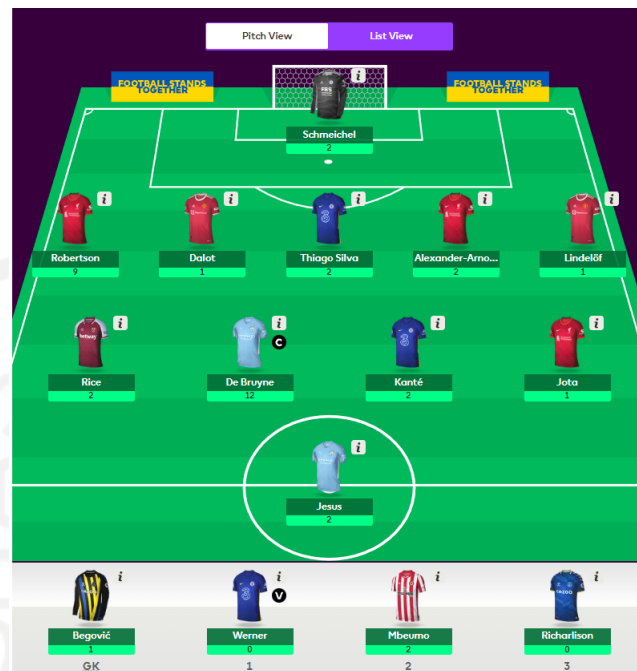 Pitch View
List View
FOOTBALL STANDS
TOGETHER
FOOTBALL STANDS
TOGETHER
FBS
i
Schmeichel
2
i
i
i
i
i
Robertson
Dalot
Thiago Silva
Alexander-Arno...
Lindelöf
9
1
2
2
1
i
i
i
i
C
Rice
De Bruyne
Kanté
Jota
2
12
2
1
i
Jesus
2
i
i
i
i
V
Begović
Werner
Mbeumo
Richarlison
1
0
2
0
GK
1
2
3